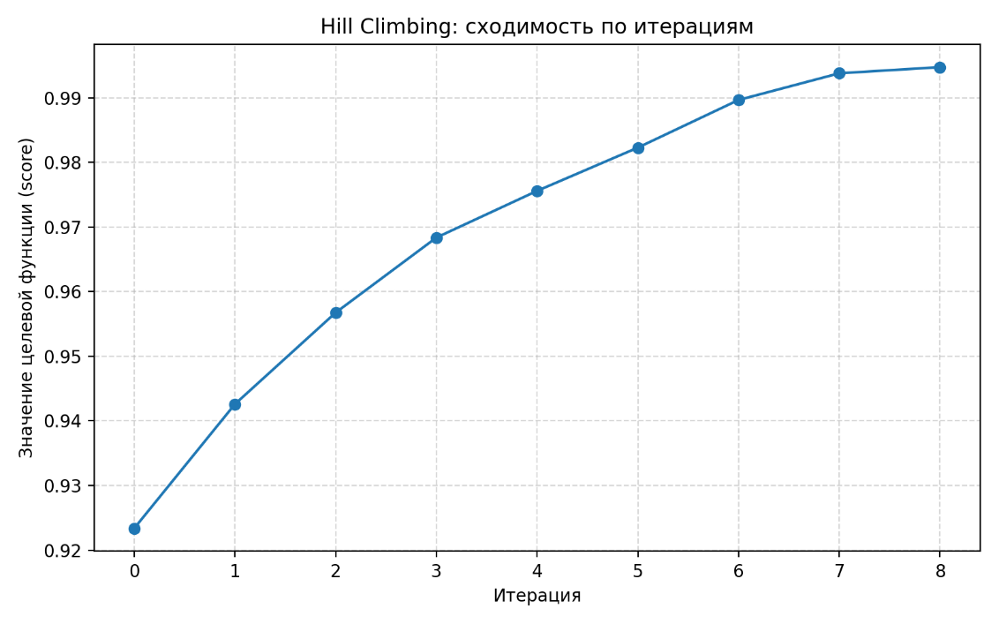 Hill Climbing: сходимость по итерациям
Значение целевой функции (score)
0.99
0.98
0.97
0.96
0.95
0.94
0.93
0.92
0 1 2 3 4 5 6 7 8
Итерация